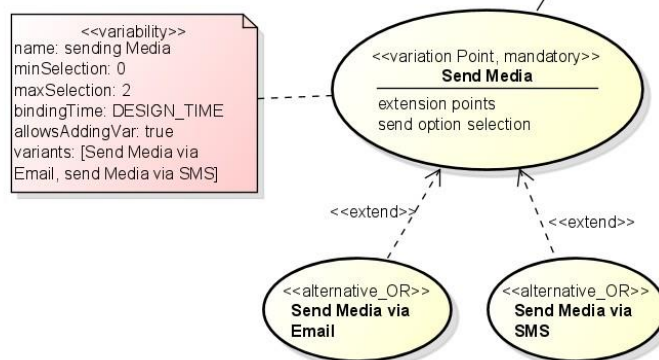 <<variability>>
name: sending Media
minSelection: 0
maxSelection: 2
bindingTime: DESIGN_TIME
allowsAddingVar: true
variants: [Send Media via
Email, send Media via SMS]
<<variation Point, mandatory>>
Send Media
extension points
send option selection
<<extend>>
<<extend>>
<<alternative_OR>>
Send Media via
Email
<<alternative_OR>>
Send Media via
SMS